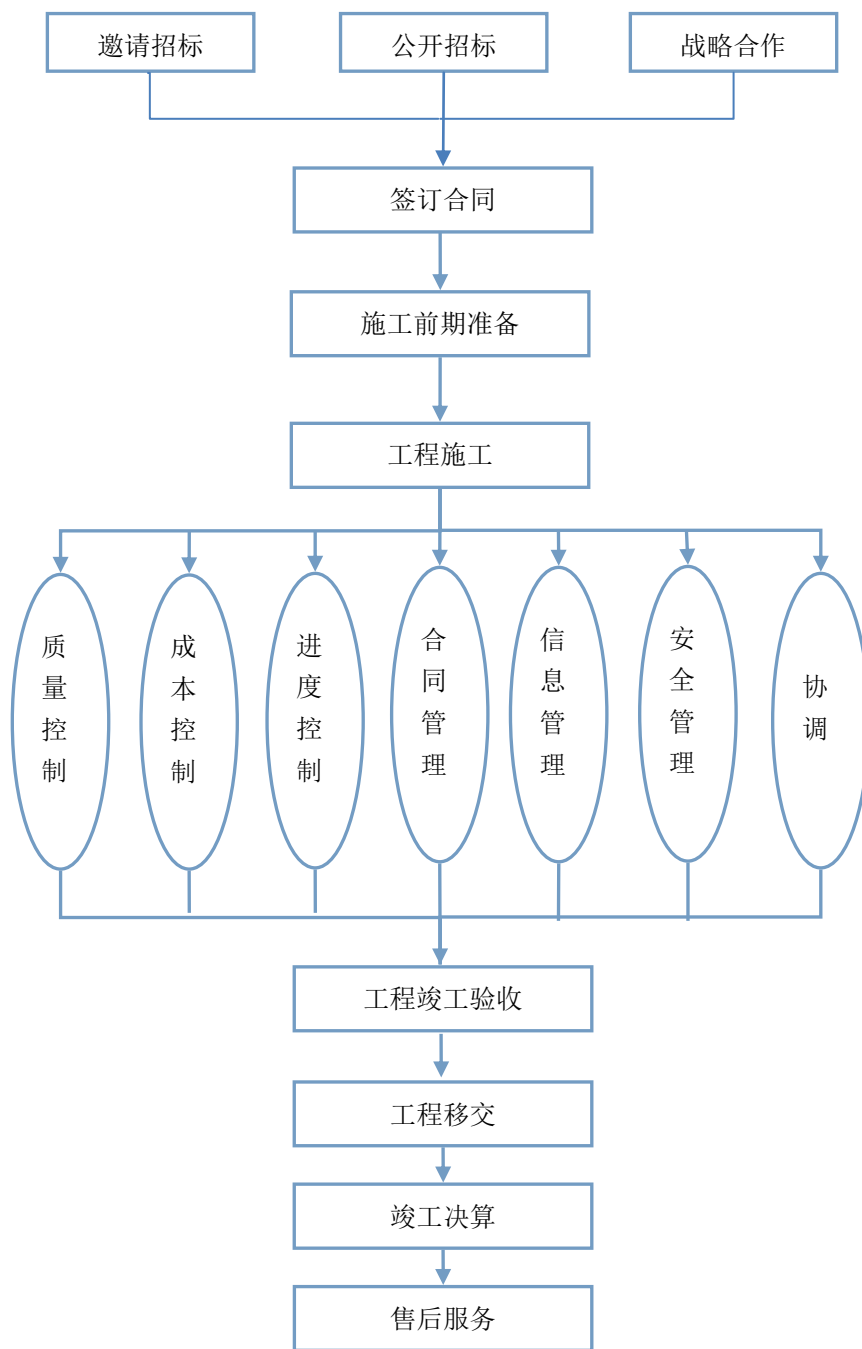 邀请招标
公开招标
战略合作
签订合同
施工前期准备
工程施工
质量控制
成本控制
进度控制
合同管理
信息管理
安全管理
协调
工程竣工验收
工程移交
竣工决算
售后服务